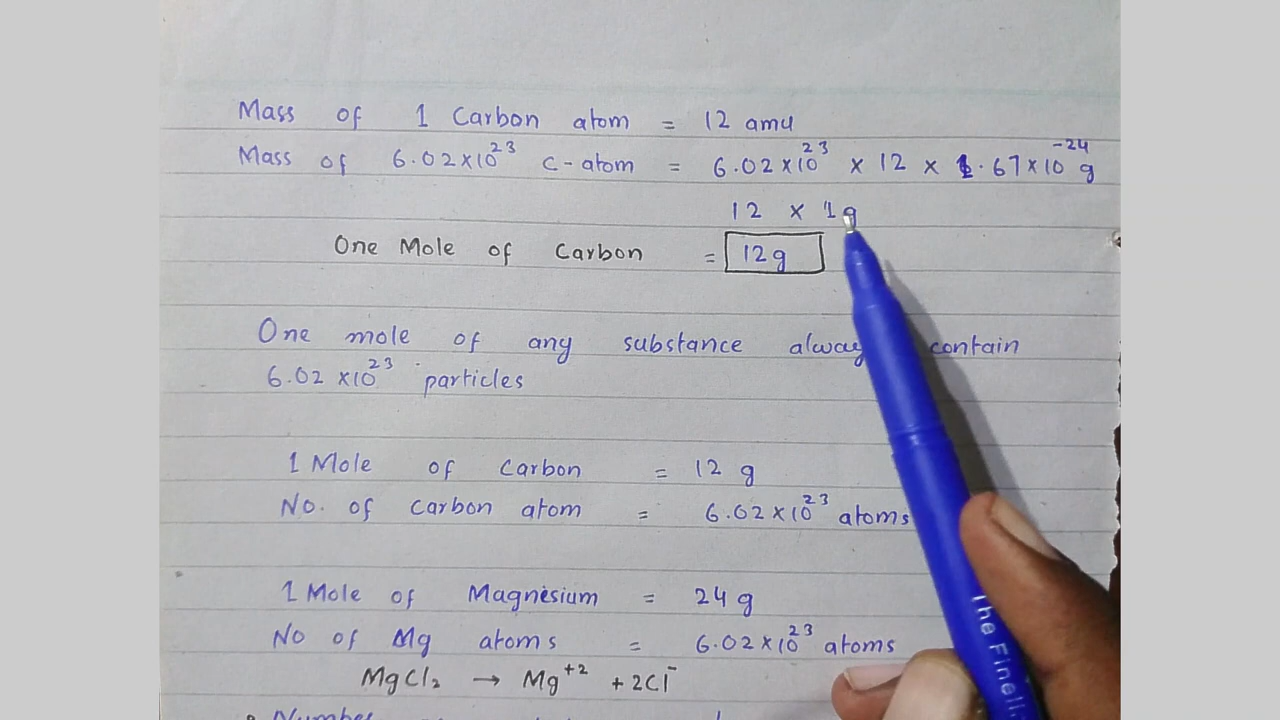 Mass of 1 Carbon atom = 12 amu
Mass of 6.02×10²³ C-atom = 6.02×10²³ × 12 × 1.67×10⁻²⁴ g
12 × 1g
One Mole of Carbon = 12g
One mole of any substance alway contain
6.02×10²³ particles
1 Mole of Carbon = 12 g
No. of carbon atom = 6.02×10²³ atoms
1 Mole of Magnesium = 24 g
No of Mg atoms = 6.02×10²³ atoms
MgCl₂ → Mg⁺² + 2Cl⁻
Number
The Fineli